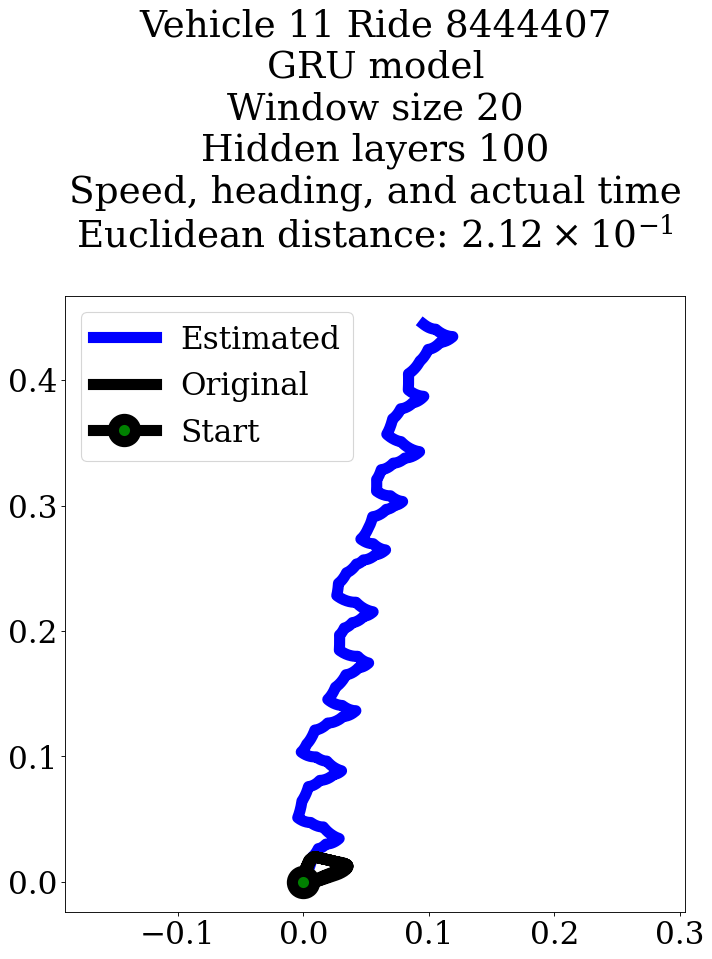 Vehicle 11 Ride 8444407
GRU model
Window size 20
Hidden layers 100
Speed, heading, and actual time
Euclidean distance: 2.12 × 10⁻¹
Estimated
Original
Start
0.4
0.3
0.2
0.1
0.0
−0.1 0.0 0.1 0.2 0.3